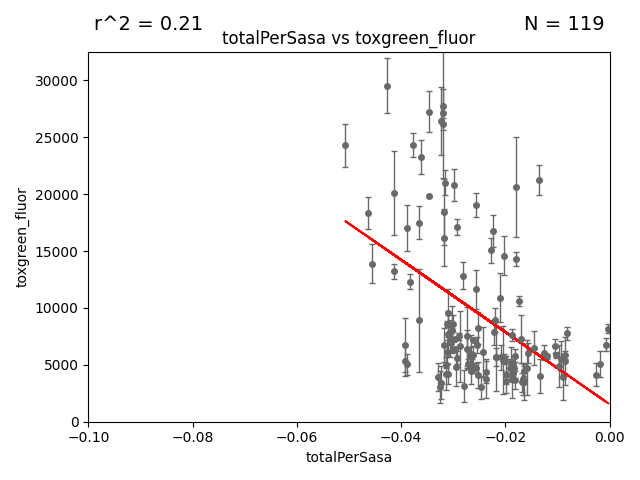 r^2 = 0.21
N = 119
totalPerSasa vs toxgreen_fluor
30000
25000
20000
15000
10000
5000
0
toxgreen_fluor
−0.10
−0.08
−0.06
−0.04
−0.02
0.00
totalPerSasa